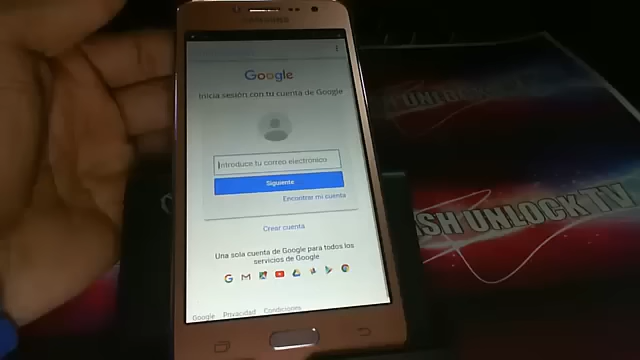 SAMSUNG
Google
Inicia sesión con tu cuenta de Google
Introduce tu correo electrónico
Siguiente
Encontrar mi cuenta
Crear cuenta
Una sola cuenta de Google para todos los
servicios de Google
Google Privacidad Condiciones
SH UNLOCK TV